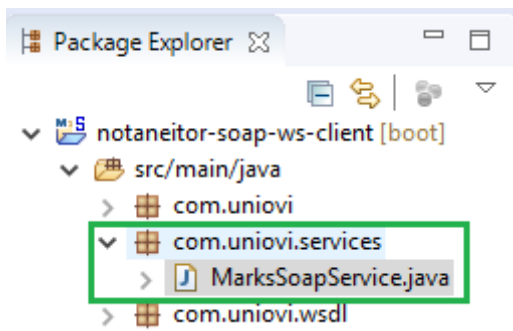 Package Explorer
notaneitor-soap-ws-client [boot]
src/main/java
com.uniovi
com.uniovi.services
MarksSoapService.java
com.uniovi.wsdl